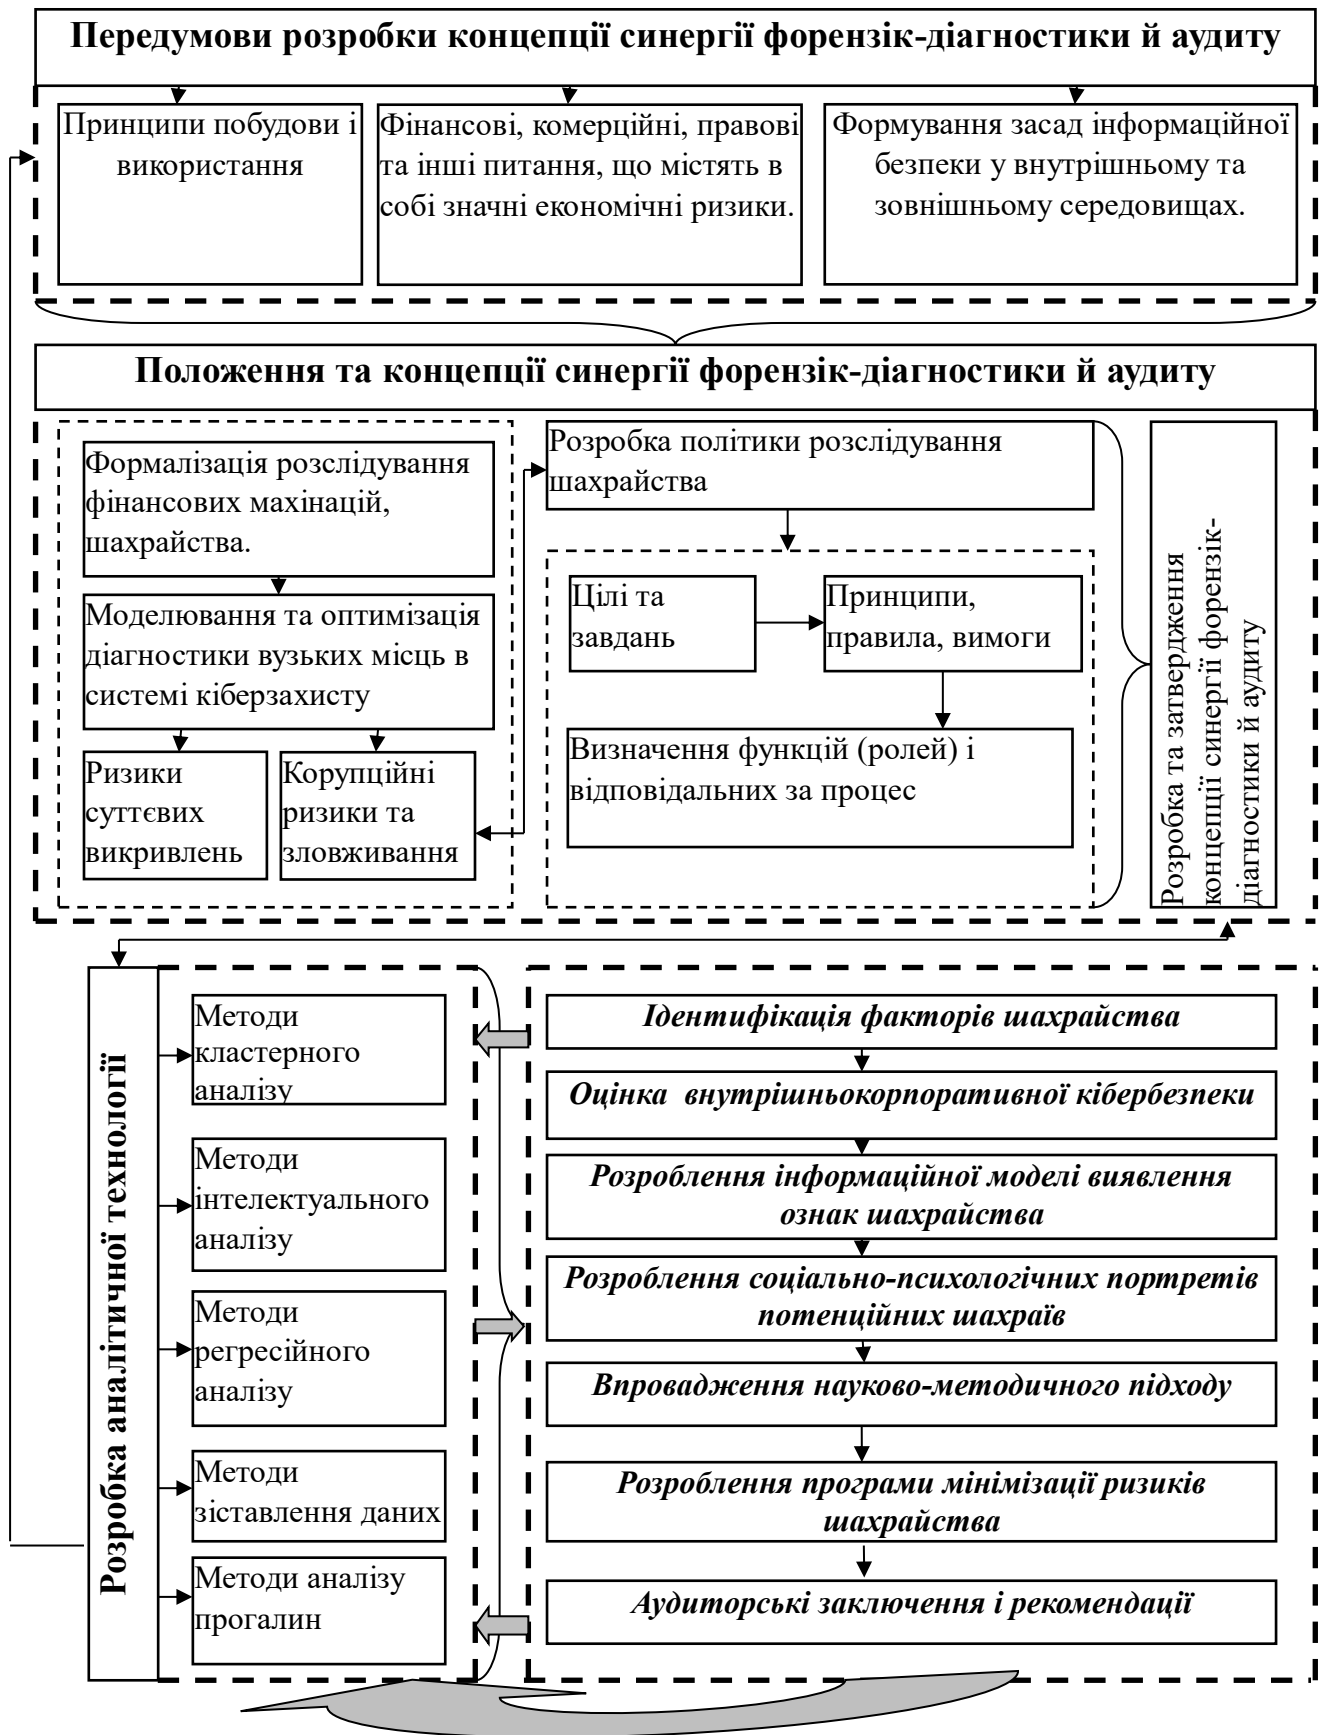 Передумови розробки концепції синергії форензік-діагностики й аудиту
Принципи побудови і
використання
Фінансові, комерційні, правові
та інші питання, що містять в
собі значні економічні ризики.
Формування засад інформаційної
безпеки у внутрішньому та
зовнішньому середовищах.
Положення та концепції синергії форензік-діагностики й аудиту
Формалізація розслідування
фінансових махінацій,
шахрайства.
Моделювання та оптимізація
діагностики вузьких місць в
системі кіберзахисту
Ризики
суттєвих
викривлень
Корупційні
ризики та
зловживання
Розробка політики розслідування
шахрайства
Цілі та
завдань
Принципи,
правила, вимоги
Визначення функцій (ролей) і
відповідальних за процес
Розробка та затвердження
концепції синергії форензік-
діагностики й аудиту
Розробка аналітичної технології
Методи
кластерного
аналізу
Методи
інтелектуального
аналізу
Методи
регресійного
аналізу
Методи
зіставлення даних
Методи аналізу
прогалин
Ідентифікація факторів шахрайства
Оцінка внутрішньокорпоративної кібербезпеки
Розроблення інформаційної моделі виявлення
ознак шахрайства
Розроблення соціально-психологічних портретів
потенційних шахраїв
Впровадження науково-методичного підходу
Розроблення програми мінімізації ризиків
шахрайства
Аудиторські заключення і рекомендації